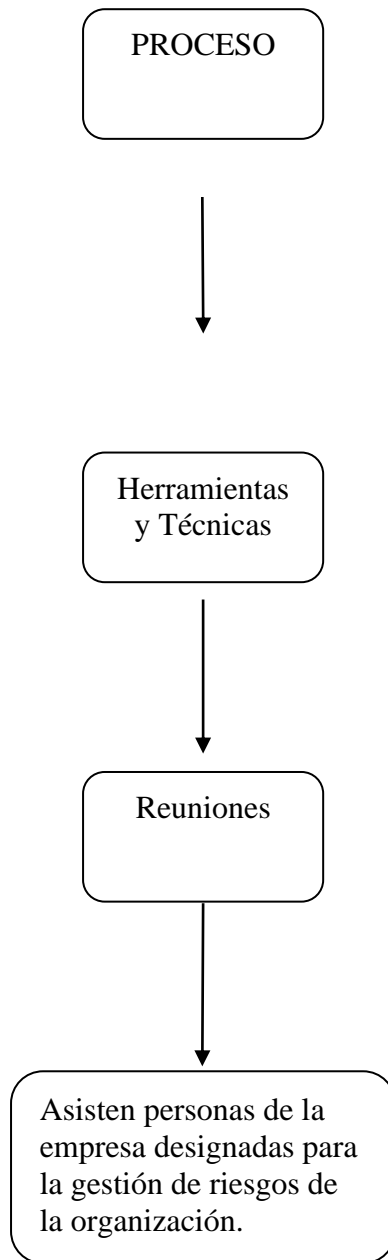 PROCESO
Herramientas
y Técnicas
Reuniones
Asisten personas de la
empresa designadas para
la gestión de riesgos de
la organización.